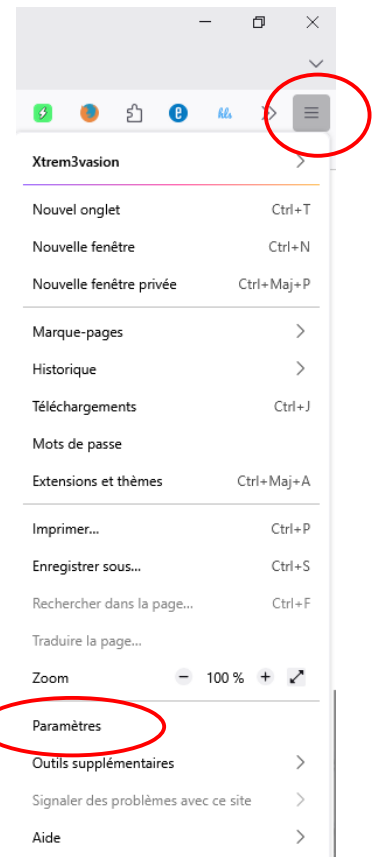 hls
Xtrem3vasion
Nouvel onglet Ctrl+T
Nouvelle fenêtre Ctrl+N
Nouvelle fenêtre privée Ctrl+Maj+P
Marque-pages
Historique
Téléchargements Ctrl+J
Mots de passe
Extensions et thèmes Ctrl+Maj+A
Imprimer... Ctrl+P
Enregistrer sous... Ctrl+S
Rechercher dans la page... Ctrl+F
Traduire la page...
Zoom − 100 % +
Paramètres
Outils supplémentaires
Signaler des problèmes avec ce site
Aide